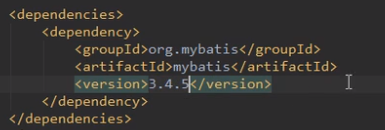 <dependencies>
<dependency>
<groupId>org.mybatis</groupId>
<artifactId>mybatis</artifactId>
<version>3.4.5</version>
</dependency>
</dependencies>